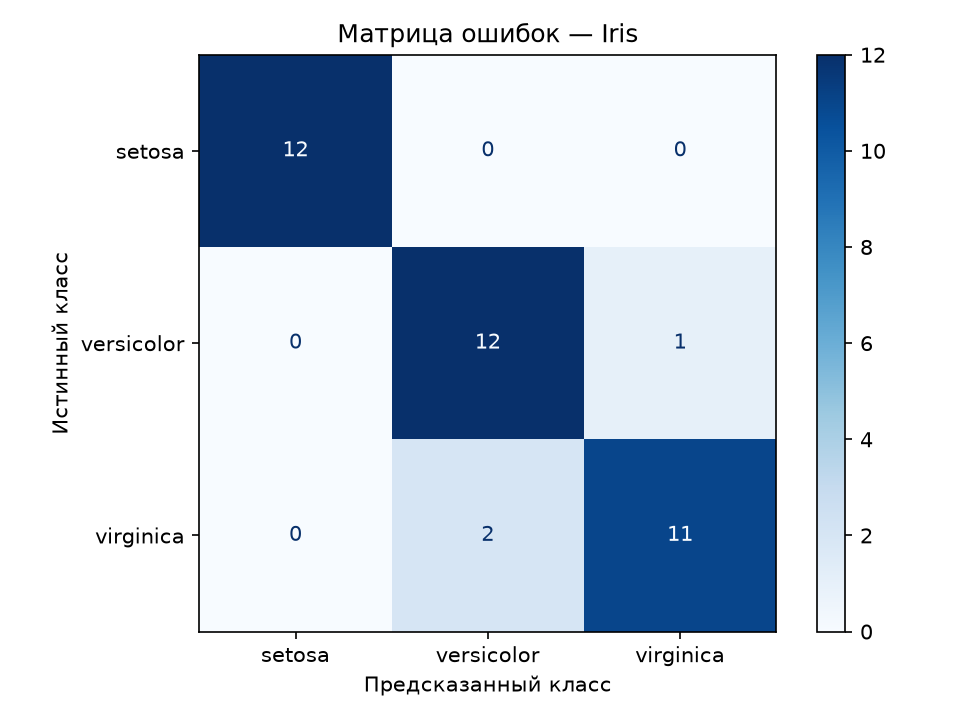 Матрица ошибок — Iris
Истинный класс
setosa 12 0 0
versicolor 0 12 1
virginica 0 2 11
setosa versicolor virginica
Предсказанный класс
12
10
8
6
4
2
0